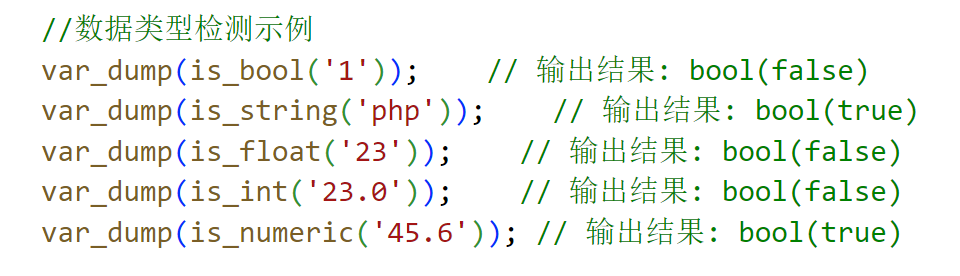 //数据类型检测示例
var_dump(is_bool('1'));    // 输出结果: bool(false)
var_dump(is_string('php'));    // 输出结果: bool(true)
var_dump(is_float('23'));    // 输出结果: bool(false)
var_dump(is_int('23.0'));    // 输出结果: bool(false)
var_dump(is_numeric('45.6')); // 输出结果: bool(true)